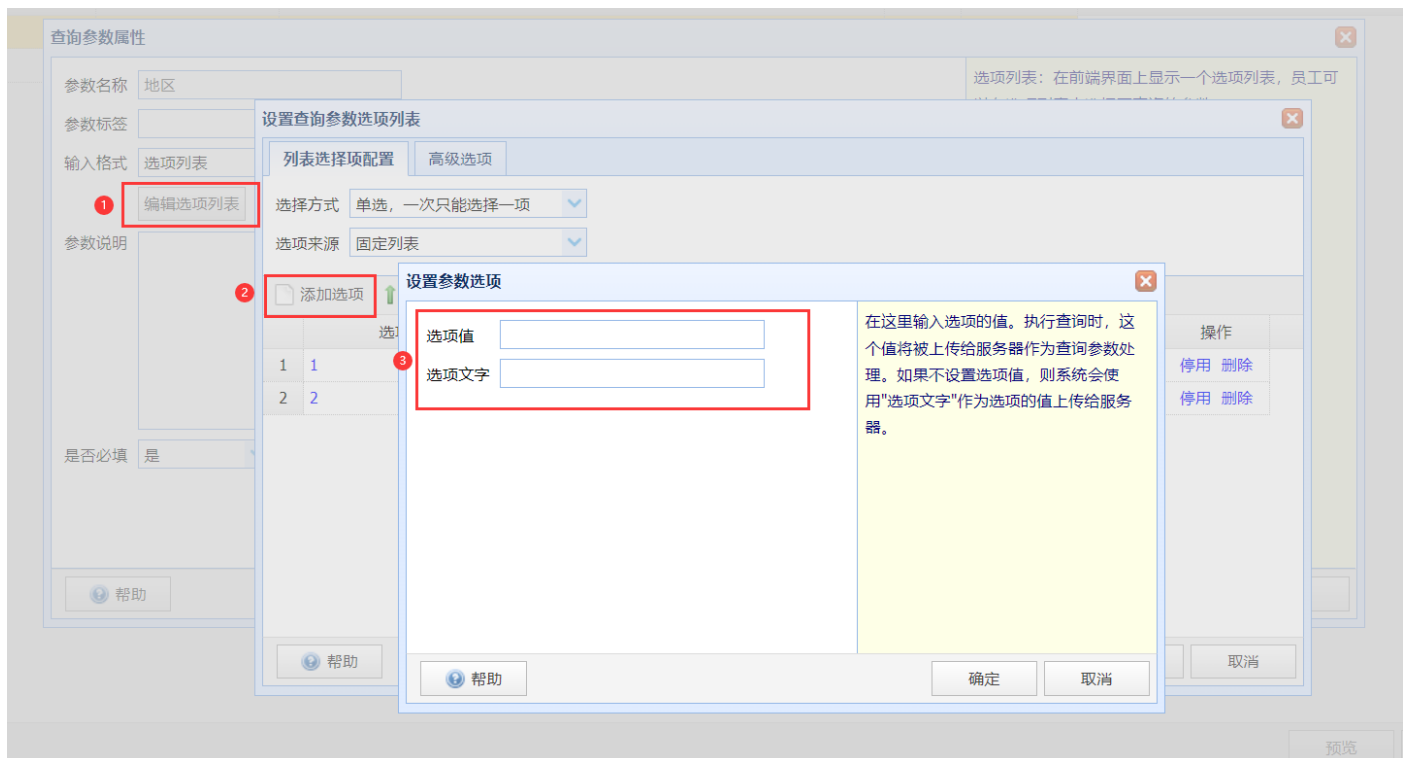 查询参数属性
参数名称 地区
选项列表：在前端界面上显示一个选项列表，员工可
参数标签
设置查询参数选项列表
输入格式 选项列表
列表选择项配置 高级选项
1 编辑选项列表
选择方式 单选，一次只能选择一项
参数说明
选项来源 固定列表
2 添加选项
设置参数选项
选项值
在这里输入选项的值。执行查询时，这
个值将被上传给服务器作为查询参数处
理。如果不设置选项值，则系统会使
用"选项文字"作为选项的值上传给服务
器。
3
选项文字
操作
1 1 停用 删除
2 2 停用 删除
是否必填 是
帮助
帮助 取消
帮助 确定 取消
预览